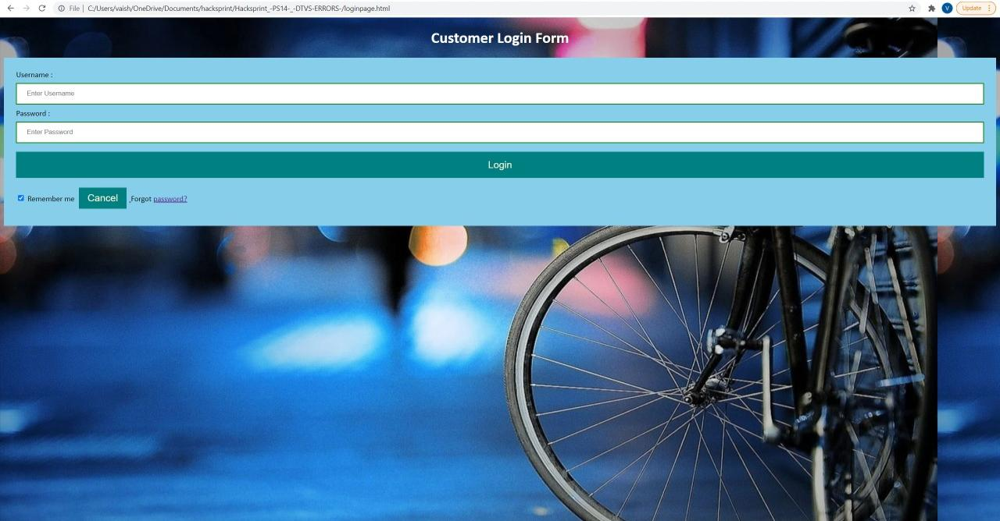 File | C:/Users/vaish/OneDrive/Documents/hacksprint/Hacksprint_-PS14-_-DTVS-ERRORS-/loginpage.html V Update
Customer Login Form
Username :
Enter Username
Password :
Enter Password
Login
Remember me Cancel Forgot password?